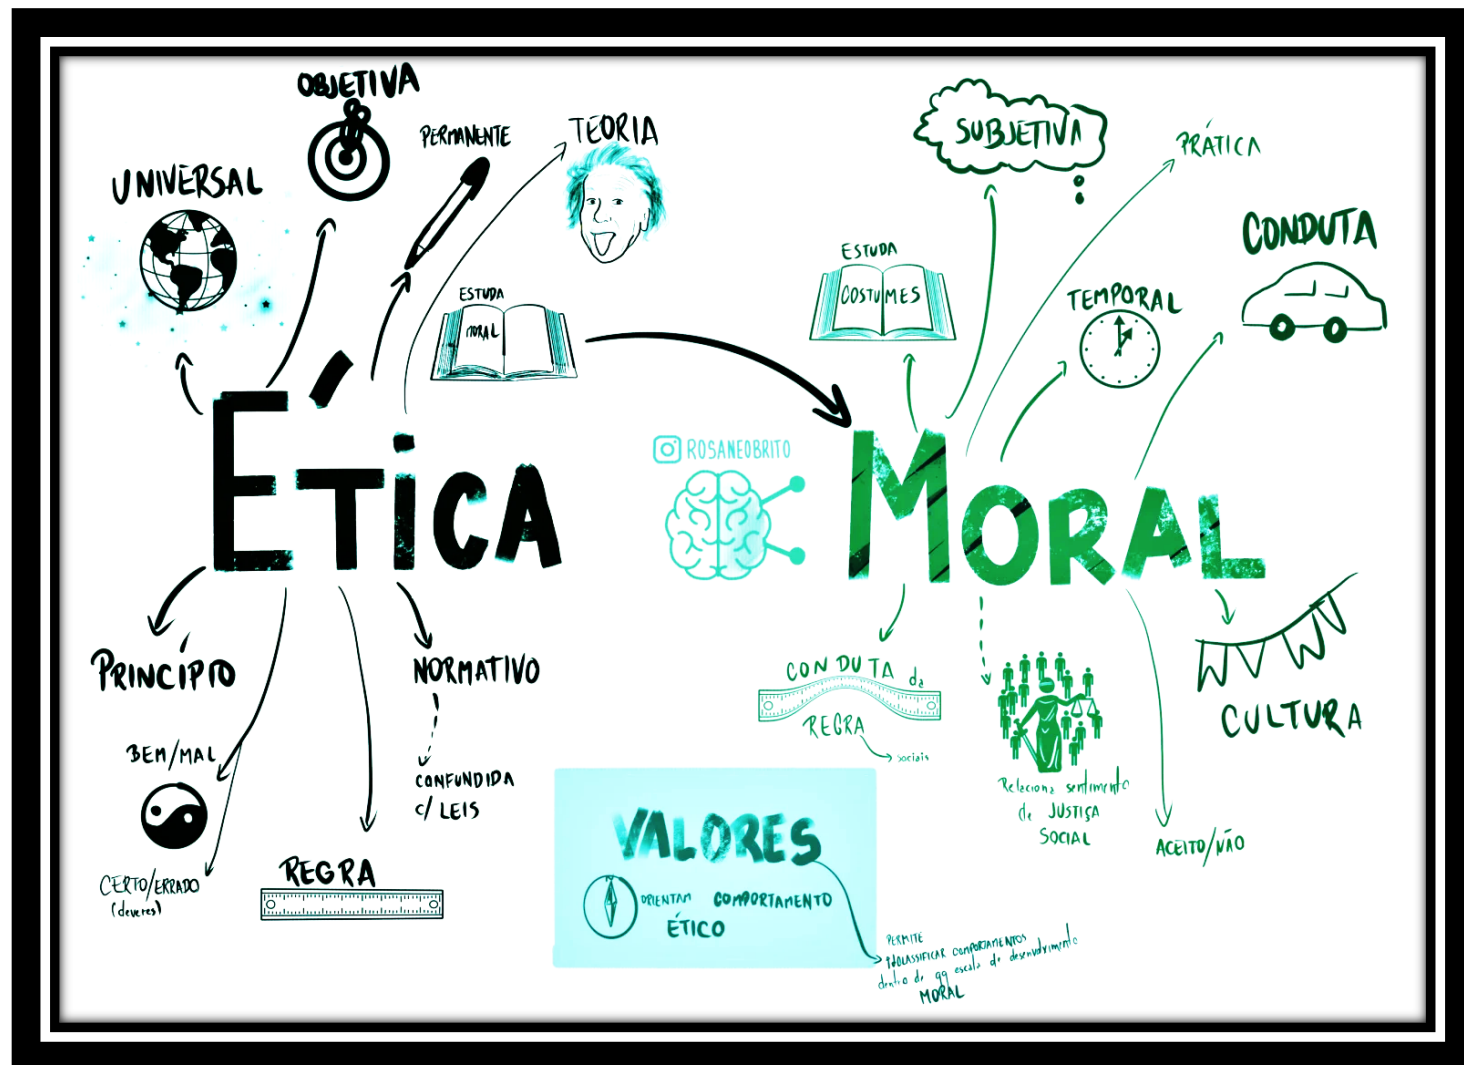 OBJETIVA
UNIVERSAL
PERMANENTE
TEORIA
ESTUDA
MORAL
ÉTICA
PRINCÍPIO
NORMATIVO
BEM/MAL
CONFUNDIDA
c/ LEIS
CERTO/ERRADO
(deveres)
REGRA
ROSANEOBRITO
SUBJETIVA
PRÁTICA
CONDUTA
ESTUDA
COSTUMES
TEMPORAL
MORAL
CONDUTA da
REGRA
sociais
Relaciona sentimento
de JUSTIÇA
SOCIAL
CULTURA
ACEITO/NÃO
VALORES
ORIENTAM COMPORTAMENTO
ÉTICO
PERMITE
CLASSIFICAR COMPORTAMENTOS
dentro de qq escala de desenvolvimento
MORAL